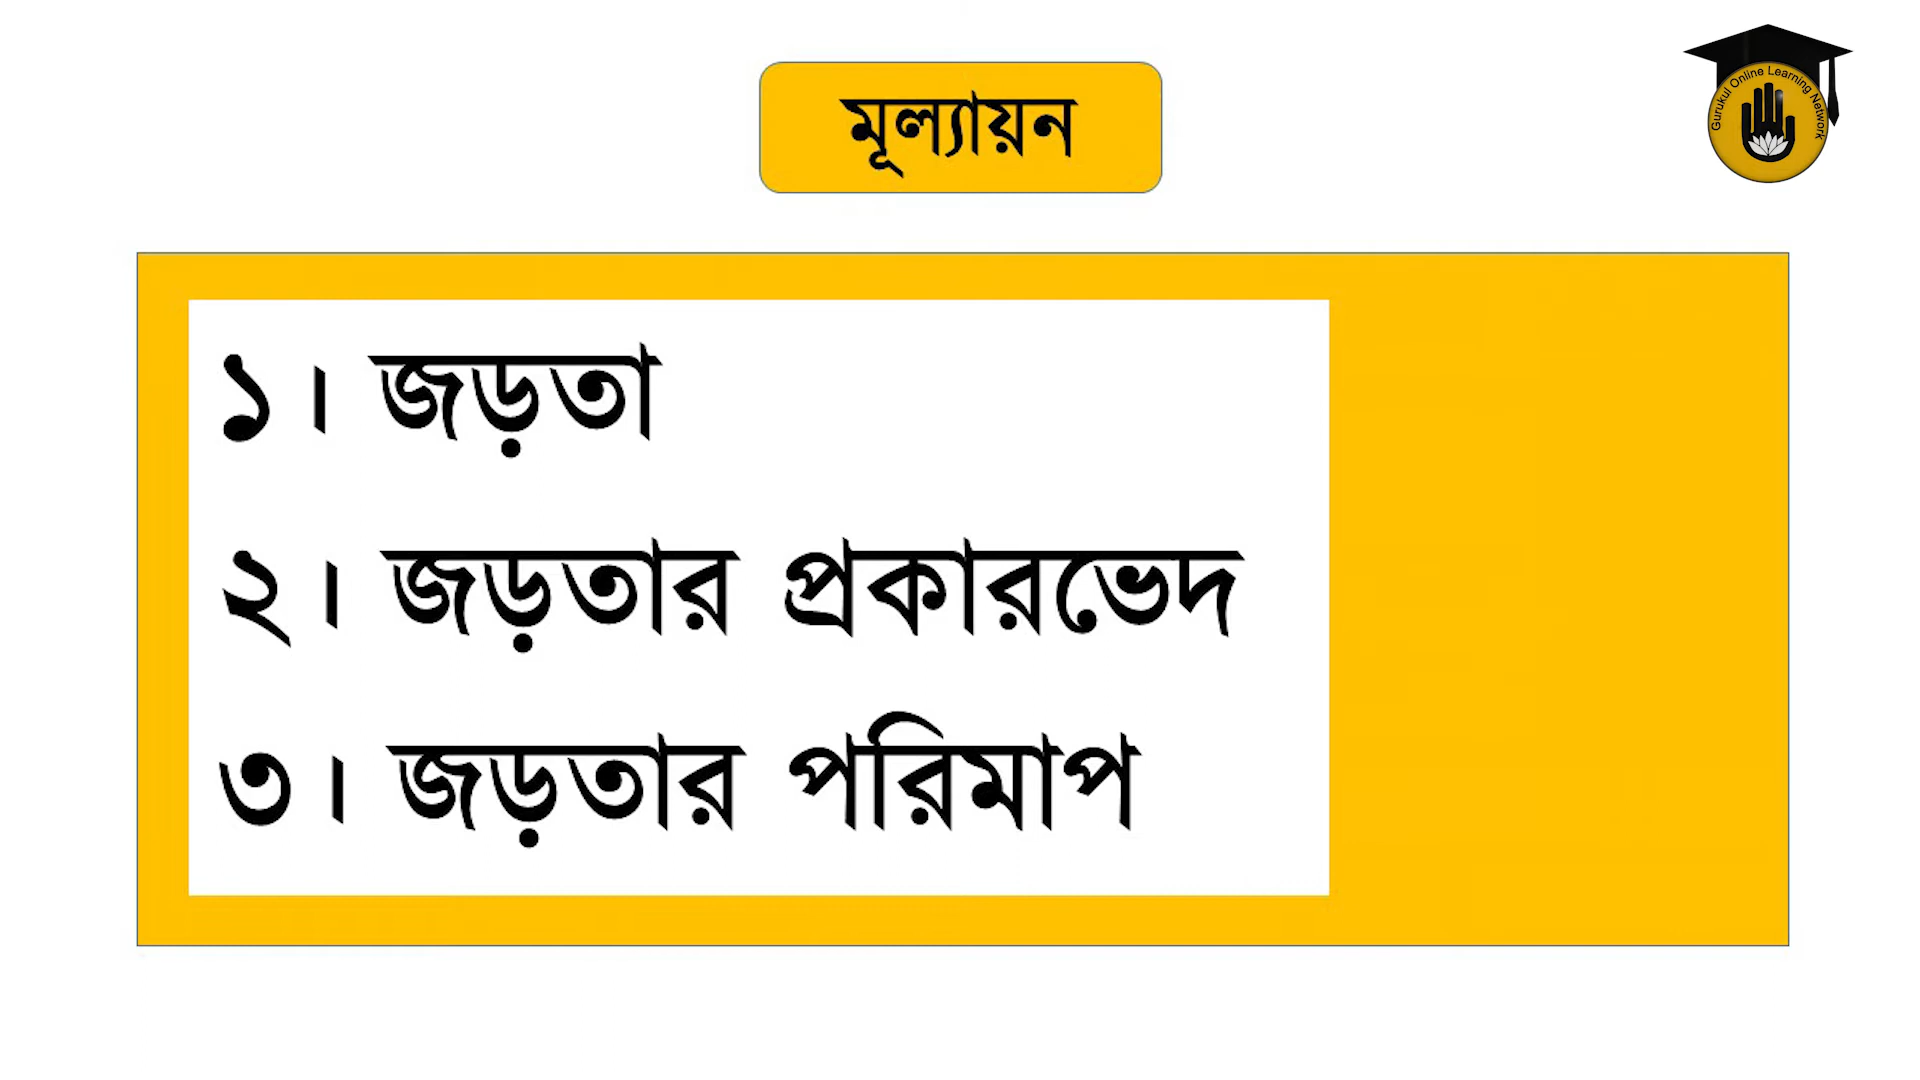 মূল্যায়ন
Gurukul Online Learning Network
১। জড়তা
২। জড়তার প্রকারভেদ
৩। জড়তার পরিমাপ